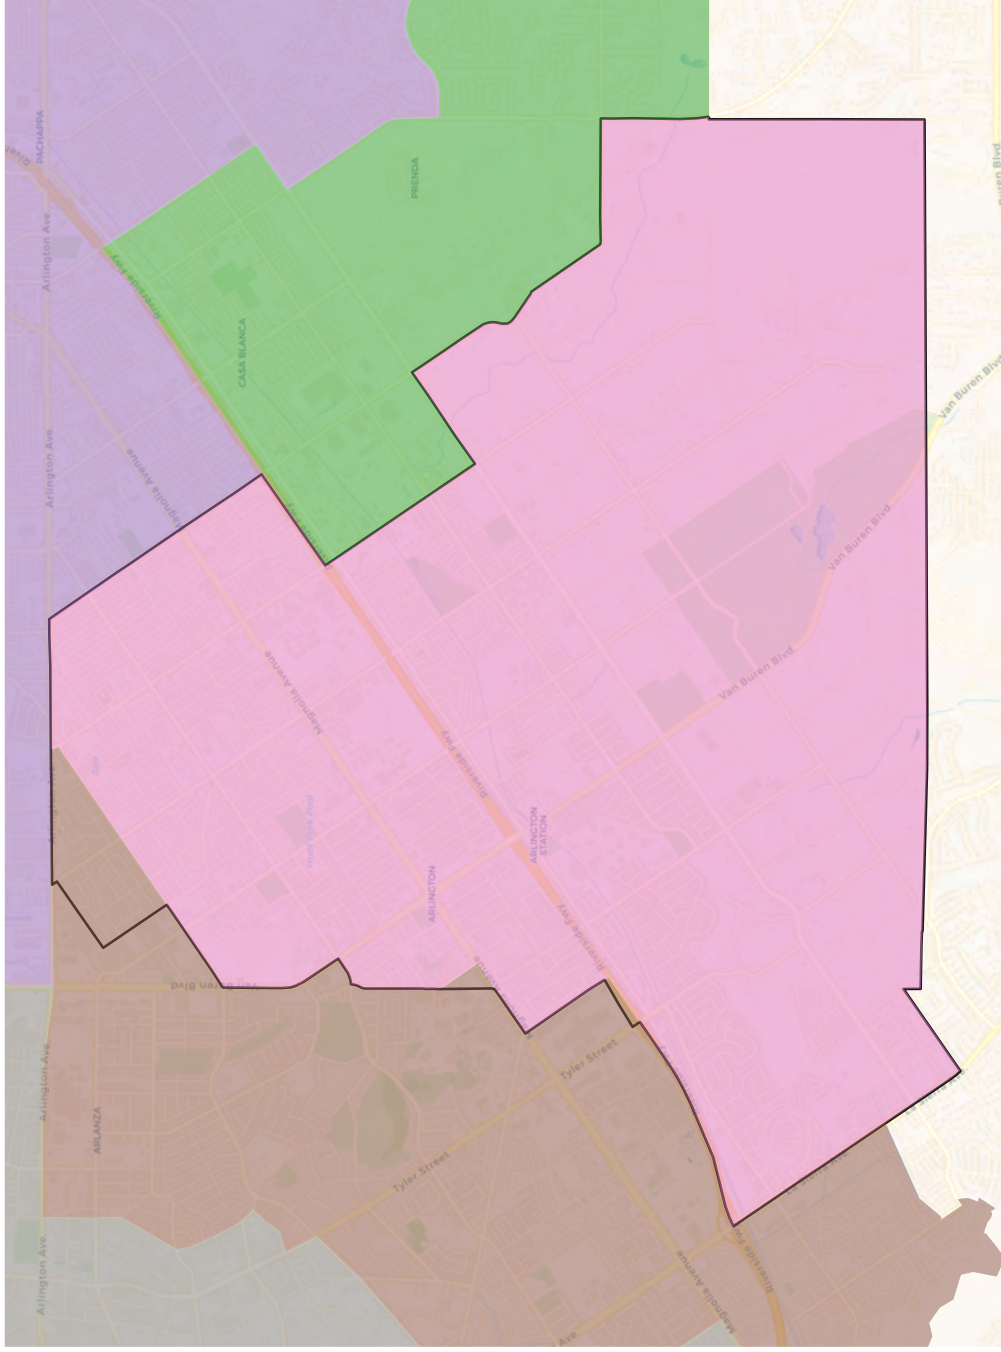 PACHAPPA
Arlington Ave.
PRENDA
Riverside Fwy
CASA BLANCA
Van Buren Blvd
Arlington Ave.
Magnolia Avenue
Van Buren Blvd
Van Buren Blvd
Magnolia Avenue
Riverside Fwy
ARLINGTON
STATION
ARLINGTON
Riverside Fwy
Van Buren Blvd
Tyler Street
Arlington Ave
ARLANZA
Tyler Street
Arlington Ave.
Magnolia Avenue
Riverside Fwy
Ave